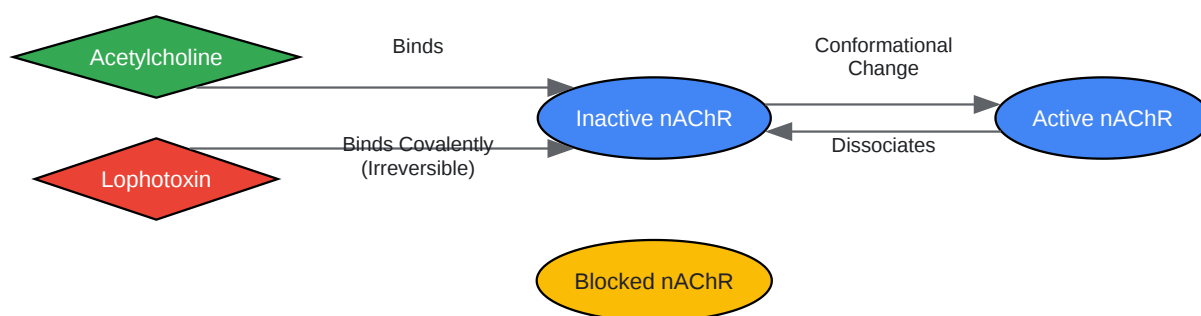 Acetylcholine
Binds
Conformational
Change
Inactive nAChR
Active nAChR
Dissociates
Binds Covalently
(Irreversible)
Lophotoxin
Blocked nAChR